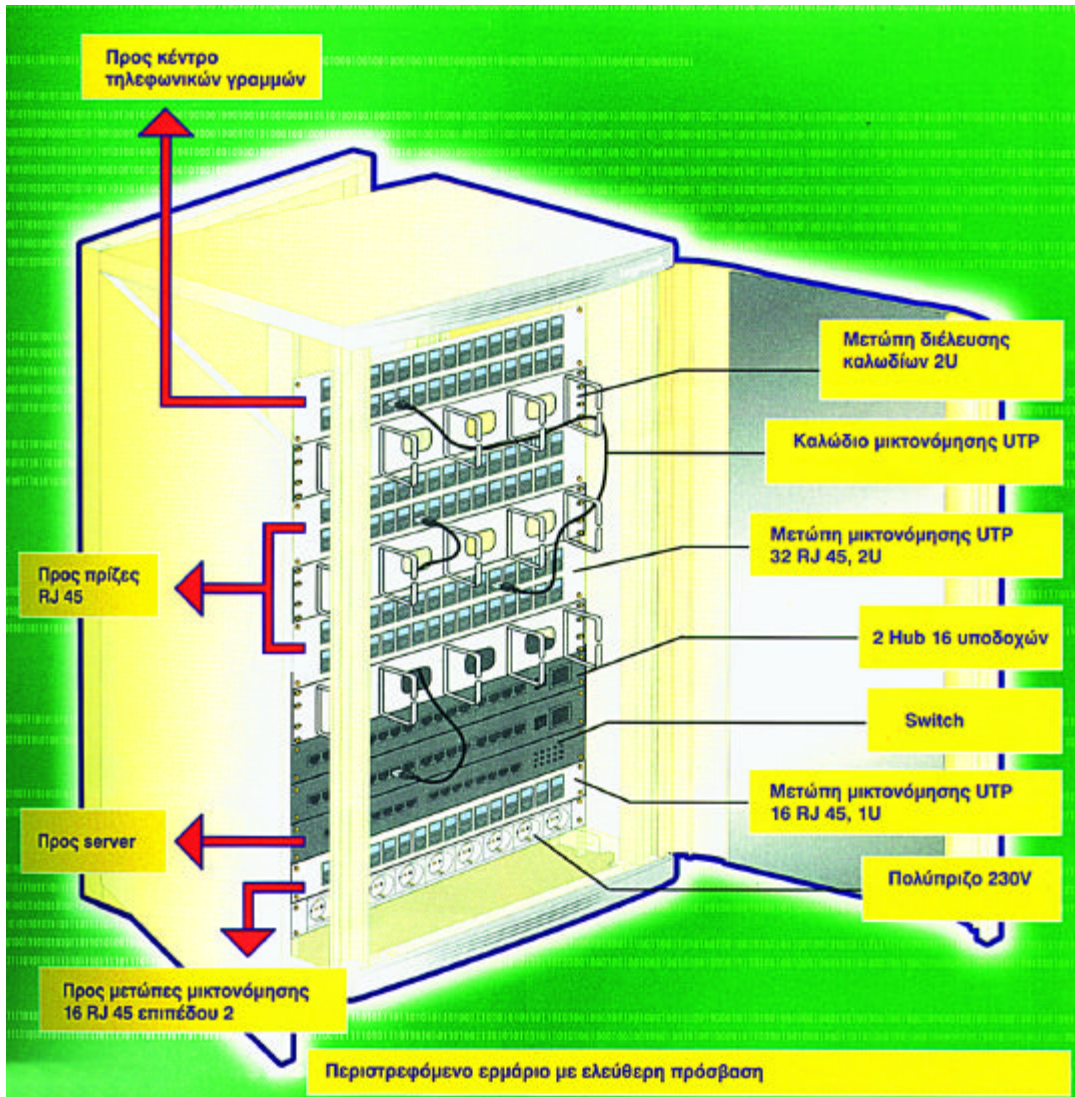 Προς κέντρο
τηλεφωνικών γραμμών
Μετώπη διέλευσης
καλωδίων 2U
Καλώδιο μικτονόμησης UTP
Μετώπη μικτονόμησης UTP
32 RJ 45, 2U
Προς πρίζες
RJ 45
2 Hub 16 υποδοχών
Switch
Μετώπη μικτονόμησης UTP
16 RJ 45, 1U
Προς server
Πολύπριζο 230V
Προς μετώπες μικτονόμησης
16 RJ 45 επιπέδου 2
Περιστρεφόμενο ερμάριο με ελεύθερη πρόσβαση